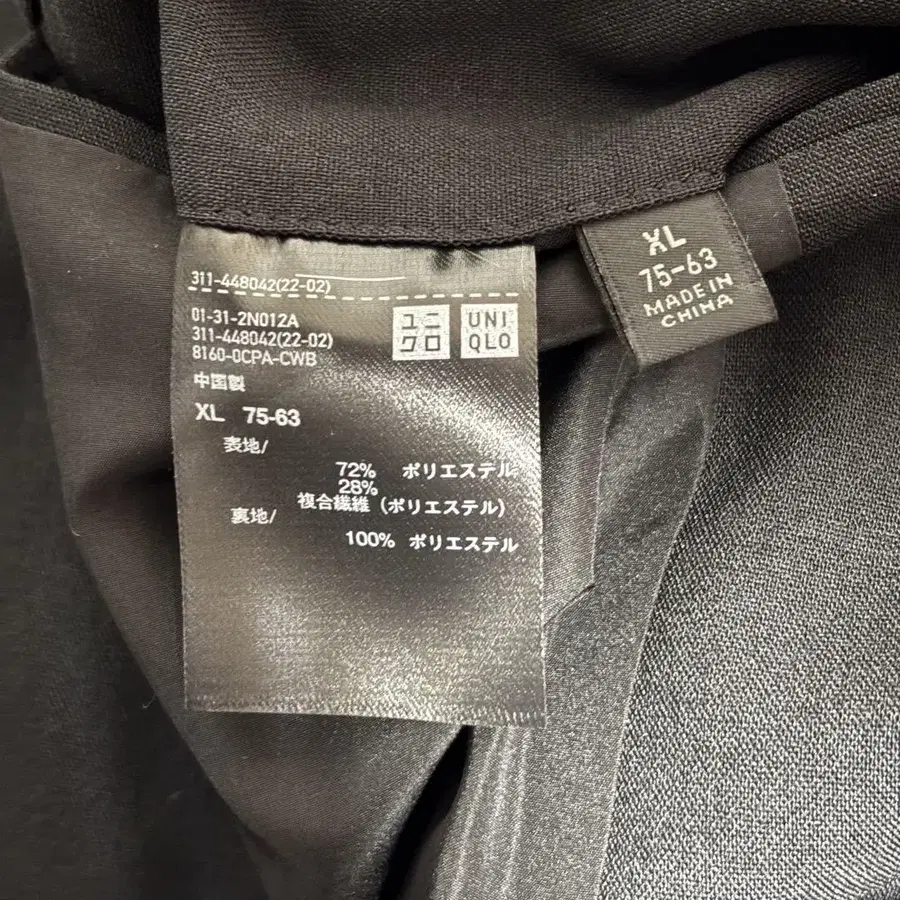 311-448042(22-02)
01-31-2N012A
311-448042(22-02)
8160-0CPA-CWB
ユニ
クロ
UNI
QLO
中国製
XL 75-63
表地/
72% ポリエステル
28%
複合繊維 (ポリエステル)
裏地/
100% ポリエステル
XL
75-63
MADE IN
CHINA